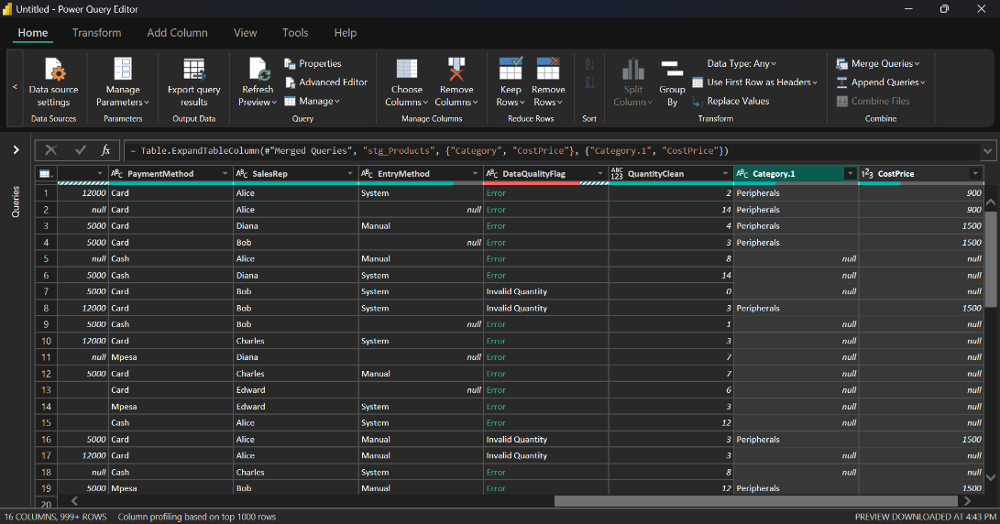 Untitled - Power Query Editor
Home Transform Add Column View Tools Help
Data source settings
Data Sources
Manage Parameters
Parameters
Export query results
Output Data
Refresh Preview
Properties
Advanced Editor
Manage
Query
Choose Columns
Remove Columns
Manage Columns
Keep Rows
Remove Rows
Reduce Rows
Sort
Split Column
Group By
Data Type: Any
Use First Row as Headers
Replace Values
Transform
Merge Queries
Append Queries
Combine Files
Combine
fx = Table.ExpandTableColumn(#"Merged Queries", "stg_Products", {"Category", "CostPrice"}, {"Category.1", "CostPrice"})
Queries
ABC PaymentMethod ABC SalesRep ABC EntryMethod ABC DataQualityFlag ABC 123 QuantityClean ABC Category.1 123 CostPrice
1 12000 Card Alice System Error 2 Peripherals 900
2 null Card Alice null Error 14 Peripherals 900
3 5000 Card Diana Manual Error 4 Peripherals 1500
4 5000 Card Bob null Error 3 Peripherals 1500
5 null Cash Alice Manual Error 8 null null
6 5000 Cash Diana System Error 14 null null
7 5000 Card Bob System Invalid Quantity 0 null null
8 12000 Card Bob System Invalid Quantity 3 Peripherals 1500
9 5000 Cash Bob null Error 1 null null
10 12000 Card Charles System Error 3 null null
11 null Mpesa Diana null Error 7 null null
12 5000 Card Charles Manual Error 7 null null
13 Card Edward null Error 6 null null
14 Mpesa Edward System Error 3 null null
15 Cash Alice System Error 12 null null
16 5000 Card Alice Manual Invalid Quantity 3 Peripherals 1500
17 12000 Card Alice Manual Invalid Quantity 3 null null
18 null Cash Charles System Error 8 null null
19 5000 Mpesa Bob Manual Error 12 Peripherals 1500
20
16 COLUMNS, 999+ ROWS Column profiling based on top 1000 rows PREVIEW DOWNLOADED AT 4:43 PM